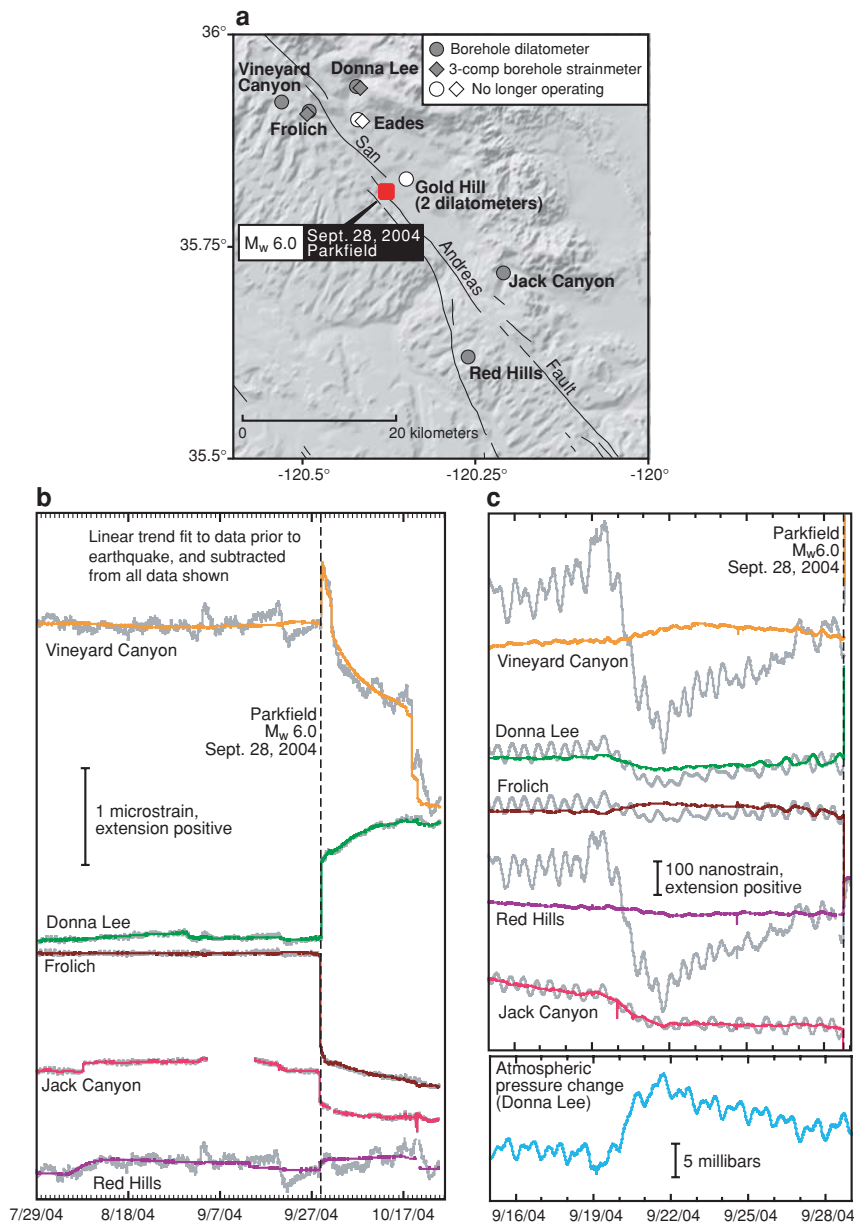 a
36°
Borehole dilatometer
3-comp borehole strainmeter
No longer operating
Vineyard
Canyon
Donna Lee
Frolich
Eades
San
Gold Hill
(2 dilatometers)
Mw 6.0
Sept. 28, 2004
Parkfield
35.75°
Andreas
Jack Canyon
Red Hills
Fault
0
20 kilometers
35.5°
-120.5°
-120.25°
-120°
b
Linear trend fit to data prior to
earthquake, and subtracted
from all data shown
Vineyard Canyon
Parkfield
Mw 6.0
Sept. 28, 2004
1 microstrain,
extension positive
Donna Lee
Frolich
Jack Canyon
Red Hills
7/29/04
8/18/04
9/7/04
9/27/04
10/17/04
c
Parkfield
Mw6.0
Sept. 28, 2004
Vineyard Canyon
Donna Lee
Frolich
100 nanostrain,
extension positive
Red Hills
Jack Canyon
Atmospheric
pressure change
(Donna Lee)
5 millibars
9/16/04
9/19/04
9/22/04
9/25/04
9/28/04